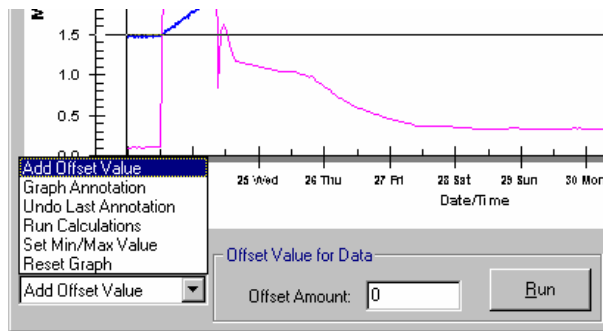 M
1.5
1.0
0.5
0.0
Add Offset Value
Graph Annotation
Undo Last Annotation
Run Calculations
Set Min/Max Value
Reset Graph
25 Wed 26 Thu 27 Fri 28 Sat 29 Sun 30 Mon
Date/Time
Add Offset Value
Offset Value for Data
Offset Amount: 0
Run